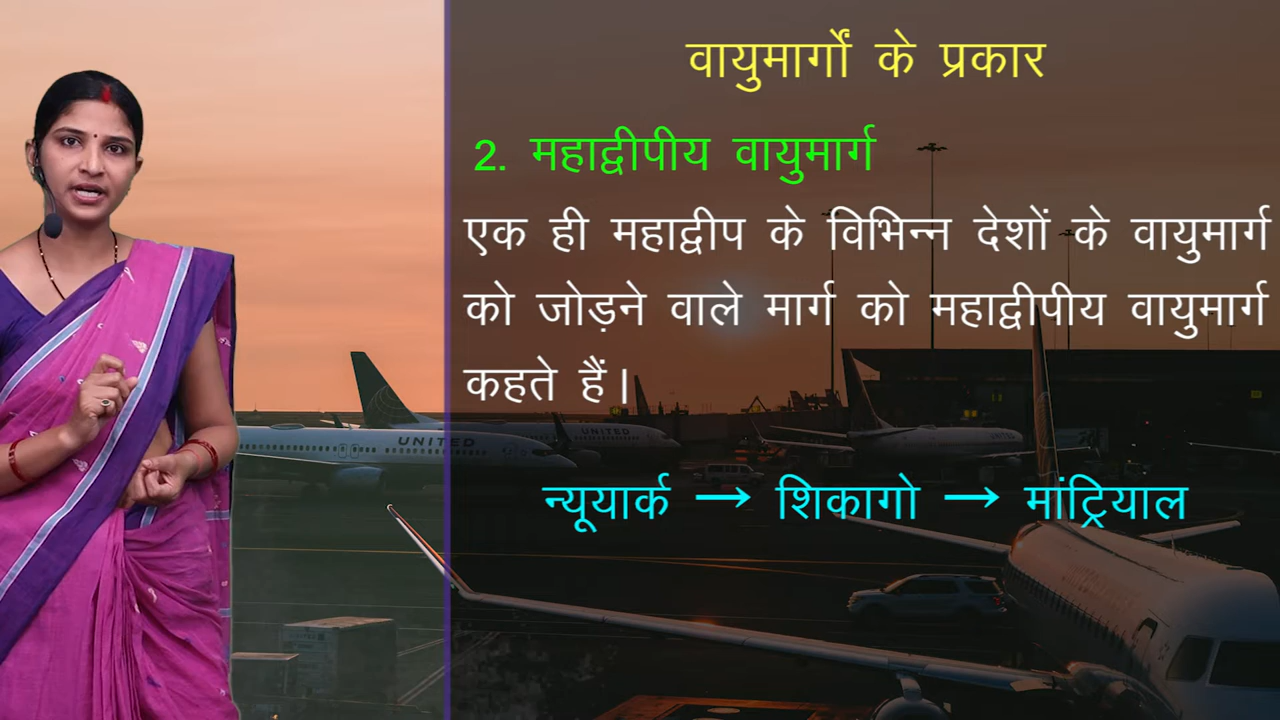 वायुमार्गों के प्रकार
2. महाद्वीपीय वायुमार्ग
एक ही महाद्वीप के विभिन्न देशों के वायुमार्ग
को जोड़ने वाले मार्ग को महाद्वीपीय वायुमार्ग
कहते हैं।
न्यूयार्क → शिकागो → मांट्रियाल
UNITED
UNITED